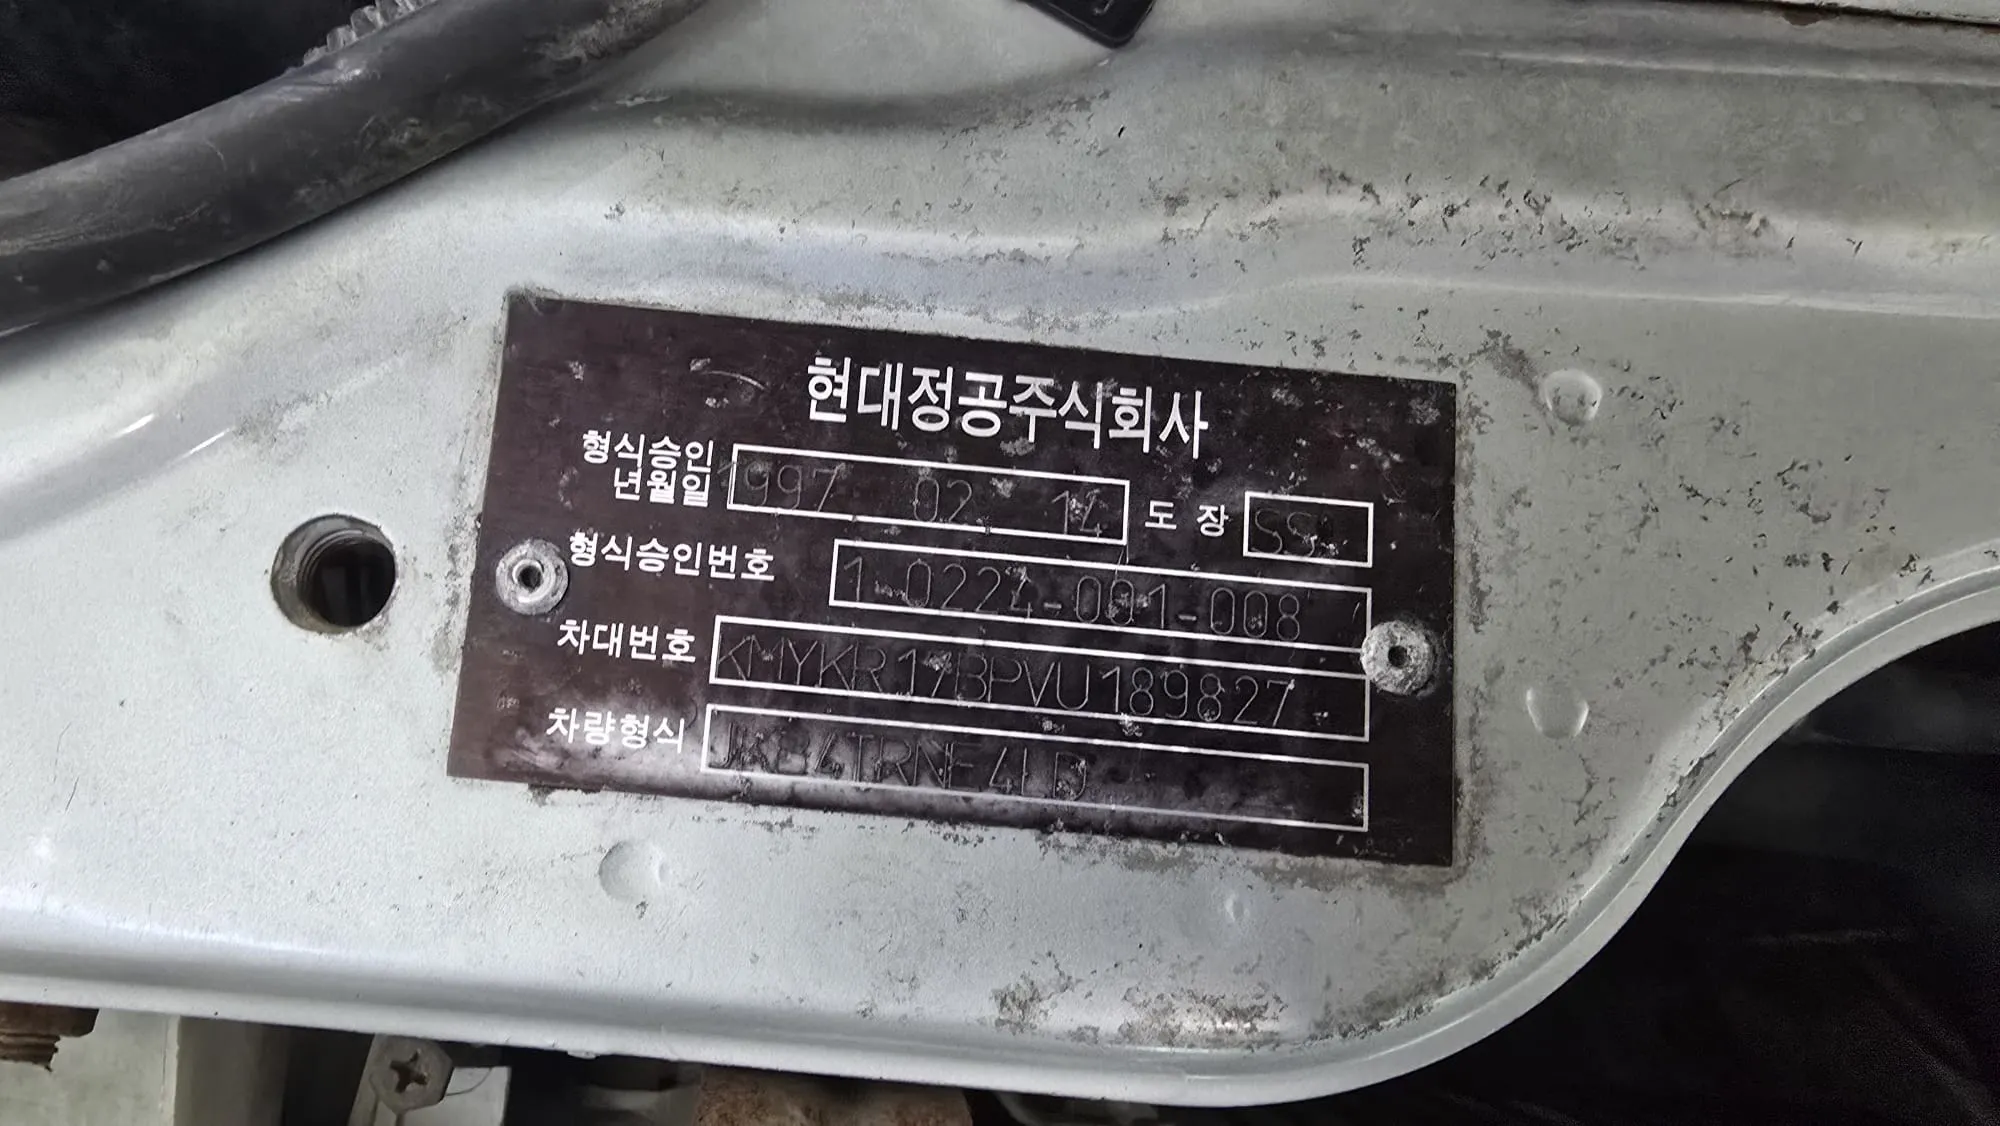 현대정공주식회사
형식승인
년월일 1997. 02. 14 도장
형식승인번호 1-0224-001-008
차대번호 KMYKR17BPVU189827
차량형식 JKB4TRNE4LD